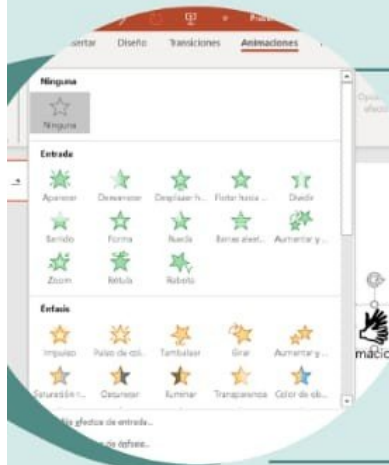 Diseño Transiciones Animaciones
Ninguna
Ninguna
Entrada
Aparecer Desvanecer Desplazar h... Flotar hacia ... Dividir
Barrido Forma Rueda Barras aleat... Aumentar y ...
Zoom Rótula Rebote
Énfasis
Impulso Pulso de col... Tambalear Girar Aumentar y ...
Saturación r... Oscurecer Iluminar Transparencia Color de ob...
efectos de entrada...
de énfasis...